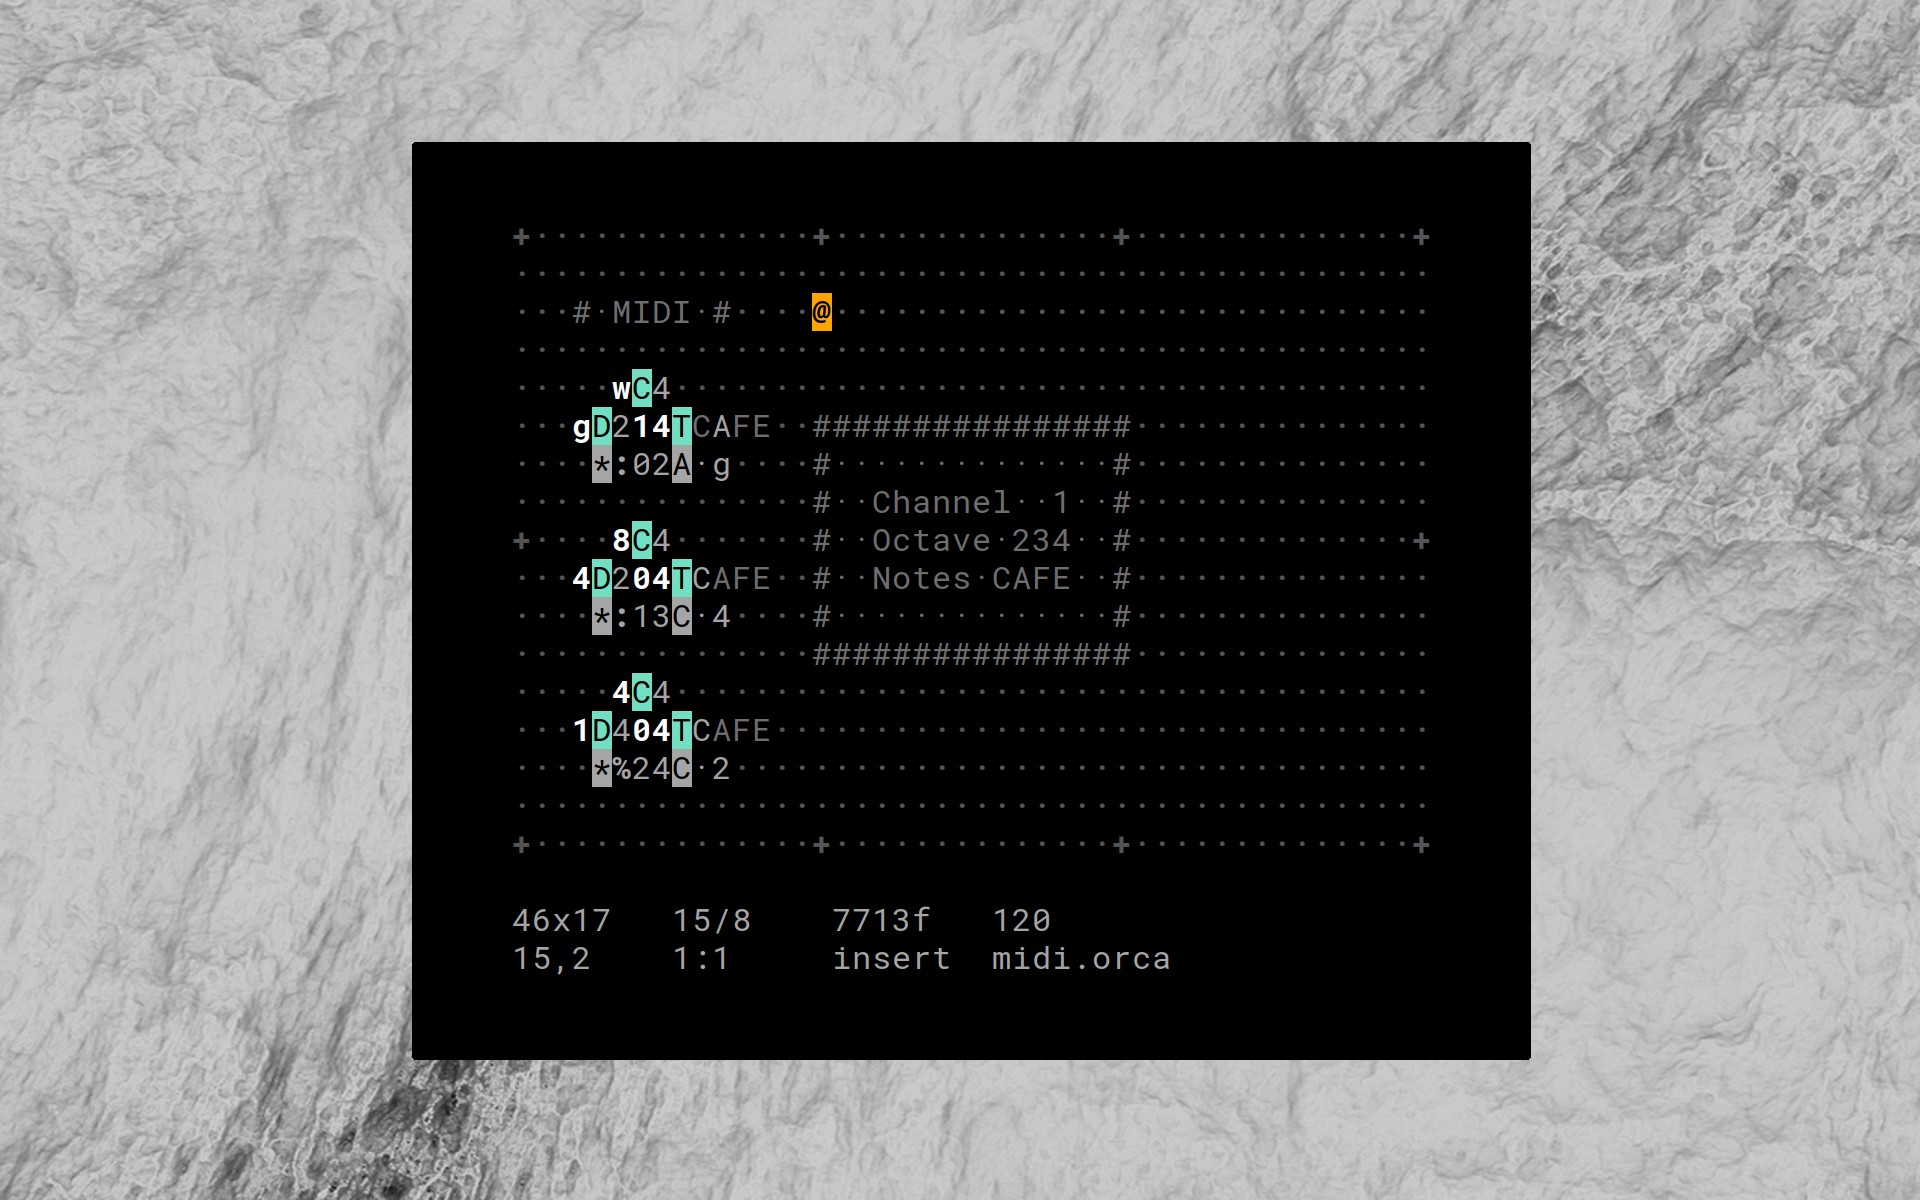 +··············+··············+··············+
··············································
···#·MIDI·#····@······························
··············································
·····wC4······································
···gD214TCAFE··################···············
····*:02A·g····#··············#···············
···············#··Channel··1··#···············
+····8C4·······#··Octave·234··#··············+
···4D204TCAFE··#··Notes·CAFE··#···············
····*:13C·4····#··············#···············
···············################···············
·····4C4······································
···1D404TCAFE·································
····*%24C·2···································
··············································
+··············+··············+··············+
46x17 15/8 7713f 120
15,2 1:1 insert midi.orca